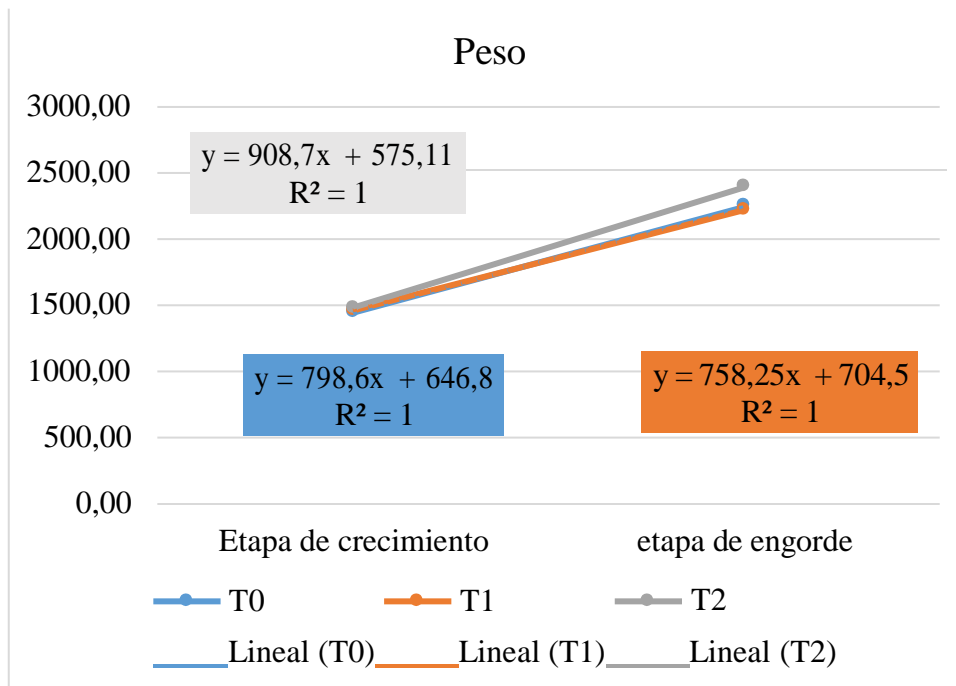 Peso
3000,00
2500,00
2000,00
1500,00
1000,00
500,00
0,00
y = 908,7x + 575,11
R² = 1
y = 798,6x + 646,8
R² = 1
y = 758,25x + 704,5
R² = 1
Etapa de crecimiento
etapa de engorde
T0
T1
T2
Lineal (T0)
Lineal (T1)
Lineal (T2)